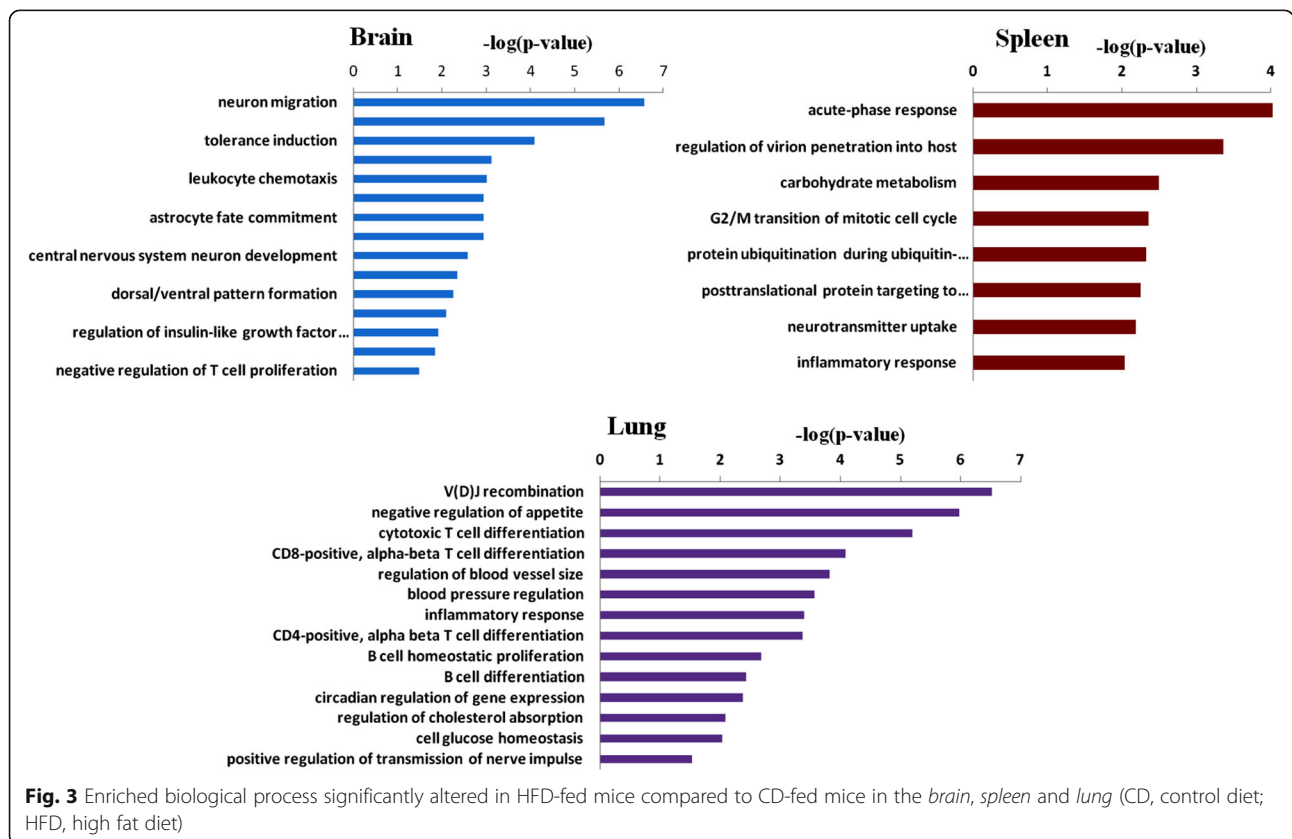 Brain
-log(p-value)
0 1 2 3 4 5 6 7
neuron migration
tolerance induction
leukocyte chemotaxis
astrocyte fate commitment
central nervous system neuron development
dorsal/ventral pattern formation
regulation of insulin-like growth factor ...
negative regulation of T cell proliferation
Spleen
-log(p-value)
0 1 2 3 4
acute-phase response
regulation of virion penetration into host
carbohydrate metabolism
G2/M transition of mitotic cell cycle
protein ubiquitination during ubiquitin-...
posttranslational protein targeting to...
neurotransmitter uptake
inflammatory response
Lung
-log(p-value)
0 1 2 3 4 5 6 7
V(D)J recombination
negative regulation of appetite
cytotoxic T cell differentiation
CD8-positive, alpha-beta T cell differentiation
regulation of blood vessel size
blood pressure regulation
inflammatory response
CD4-positive, alpha beta T cell differentiation
B cell homeostatic proliferation
B cell differentiation
circadian regulation of gene expression
regulation of cholesterol absorption
cell glucose homeostasis
positive regulation of transmission of nerve impulse
Fig. 3 Enriched biological process significantly altered in HFD-fed mice compared to CD-fed mice in the brain, spleen and lung (CD, control diet;
HFD, high fat diet)